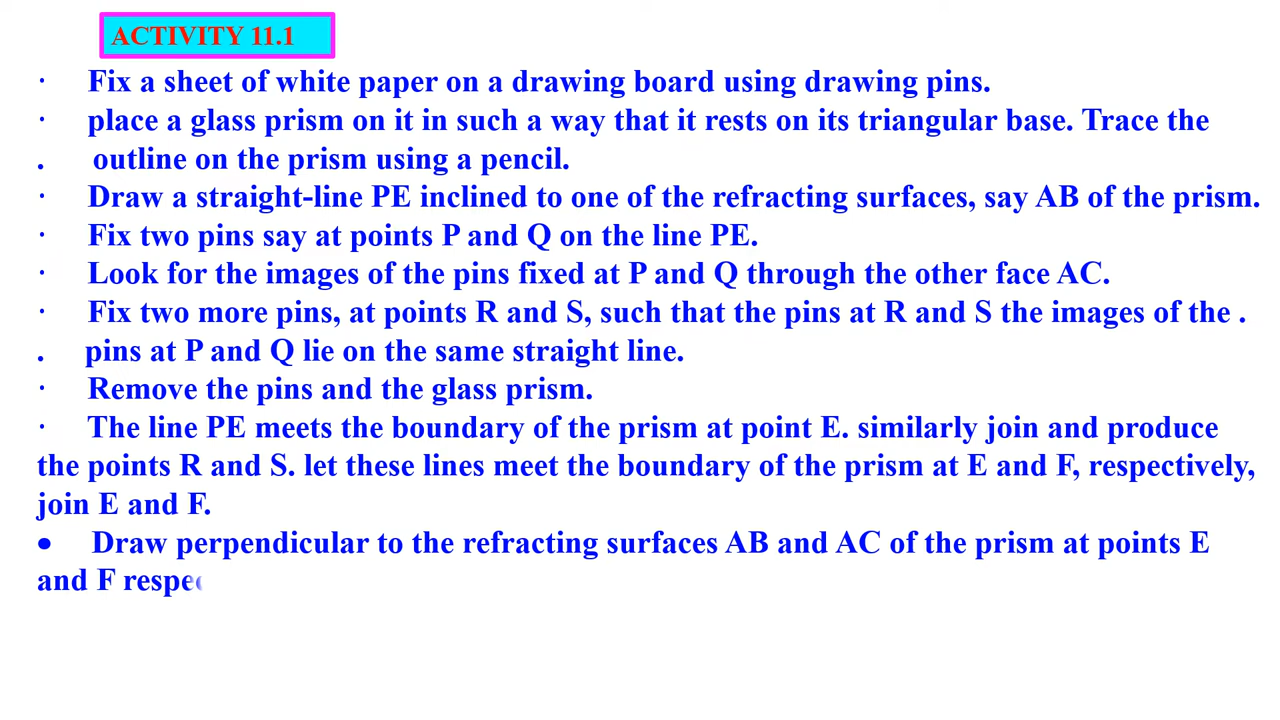 ACTIVITY 11.1
· Fix a sheet of white paper on a drawing board using drawing pins.
· place a glass prism on it in such a way that it rests on its triangular base. Trace the
. outline on the prism using a pencil.
· Draw a straight-line PE inclined to one of the refracting surfaces, say AB of the prism.
· Fix two pins say at points P and Q on the line PE.
· Look for the images of the pins fixed at P and Q through the other face AC.
· Fix two more pins, at points R and S, such that the pins at R and S the images of the .
. pins at P and Q lie on the same straight line.
· Remove the pins and the glass prism.
· The line PE meets the boundary of the prism at point E. similarly join and produce
the points R and S. let these lines meet the boundary of the prism at E and F, respectively,
join E and F.
• Draw perpendicular to the refracting surfaces AB and AC of the prism at points E
and F respec